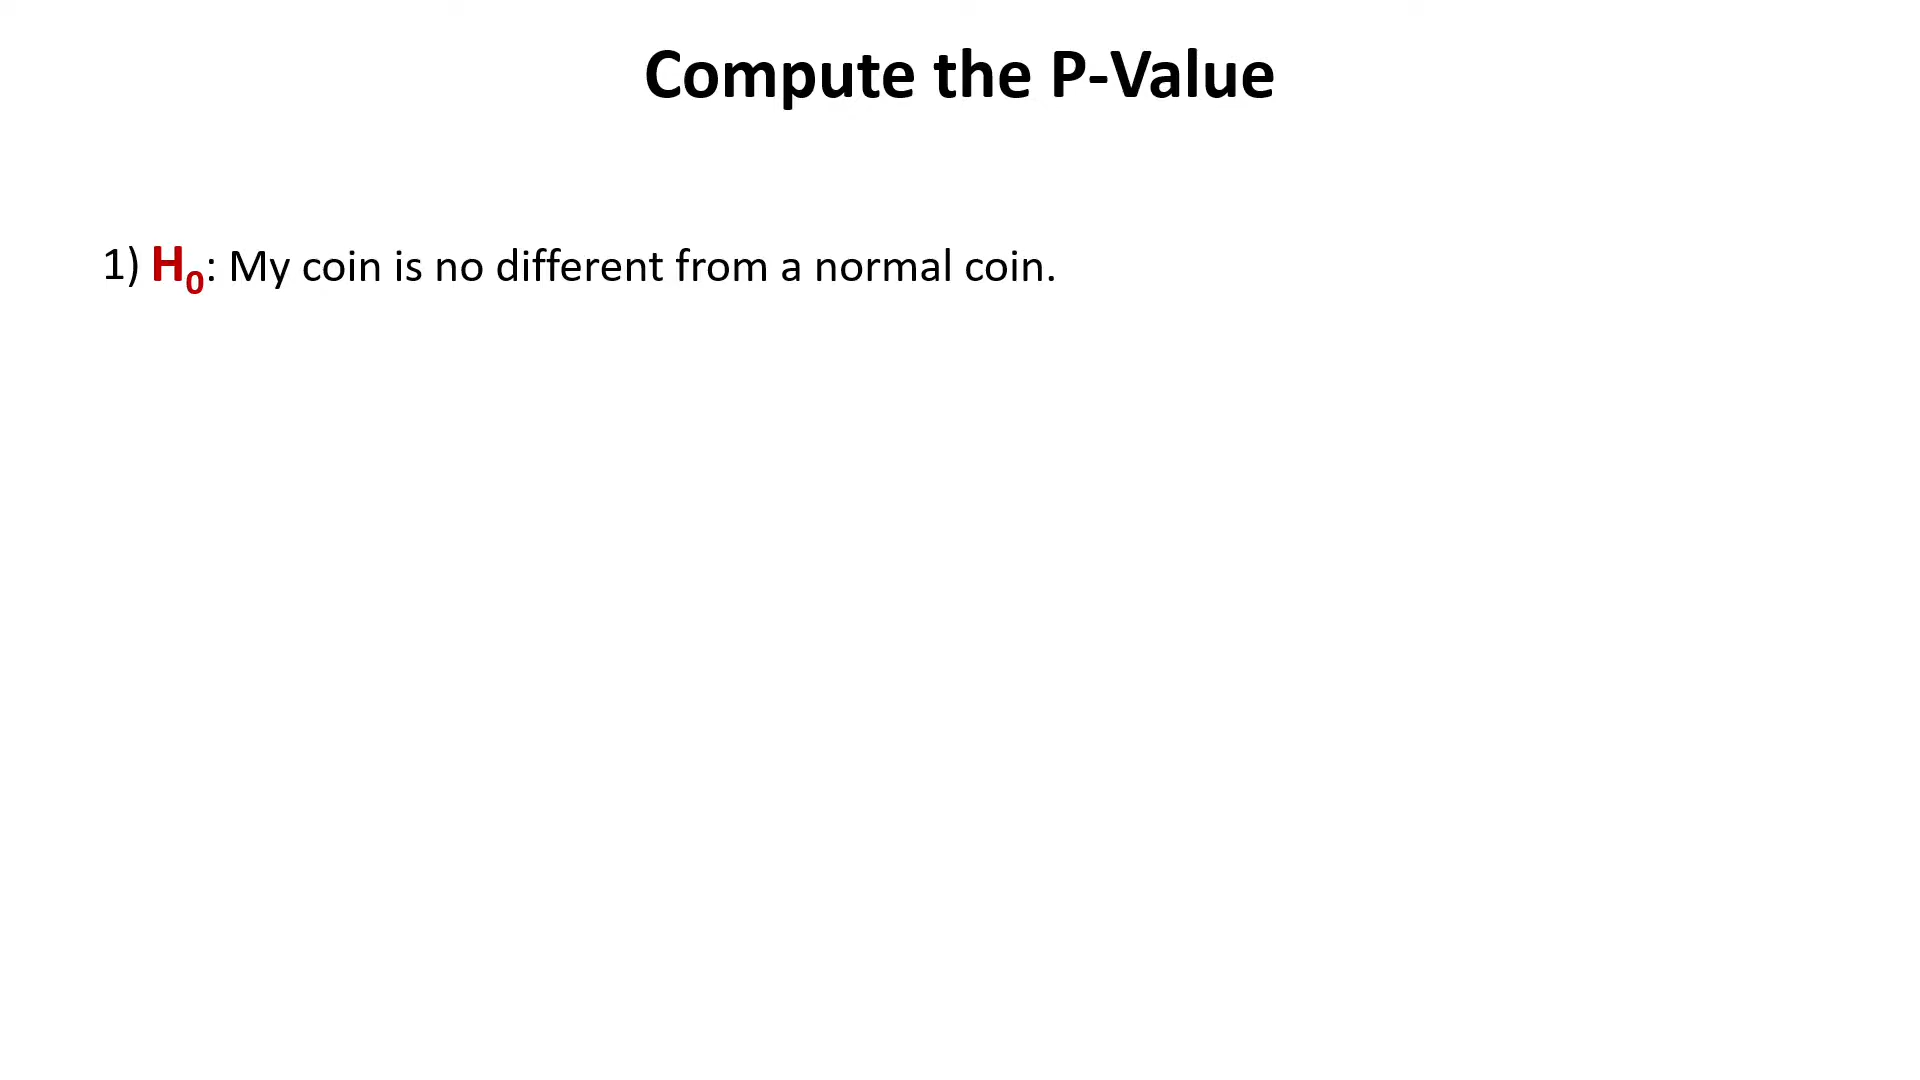 Compute the P-Value
1) H₀: My coin is no different from a normal coin.